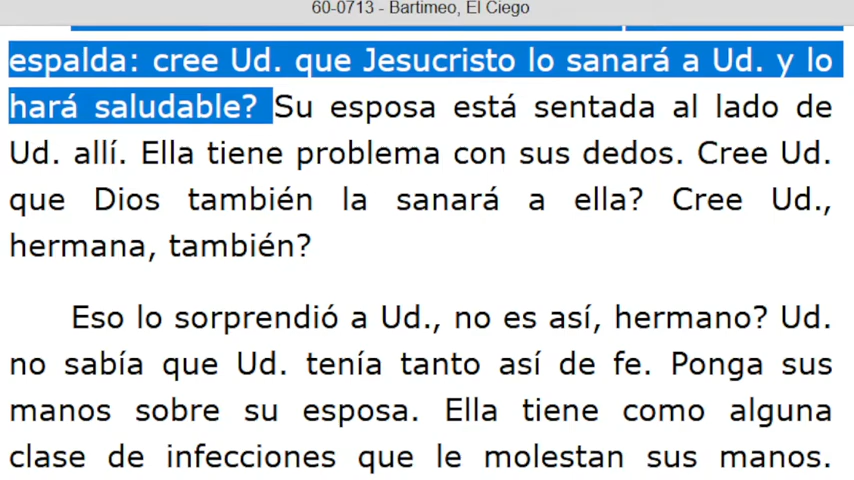 60-0713 - Bartimeo, El Ciego
espalda: cree Ud. que Jesucristo lo sanará a Ud. y lo
hará saludable? Su esposa está sentada al lado de
Ud. allí. Ella tiene problema con sus dedos. Cree Ud.
que Dios también la sanará a ella? Cree Ud.,
hermana, también?
Eso lo sorprendió a Ud., no es así, hermano? Ud.
no sabía que Ud. tenía tanto así de fe. Ponga sus
manos sobre su esposa. Ella tiene como alguna
clase de infecciones que le molestan sus manos.